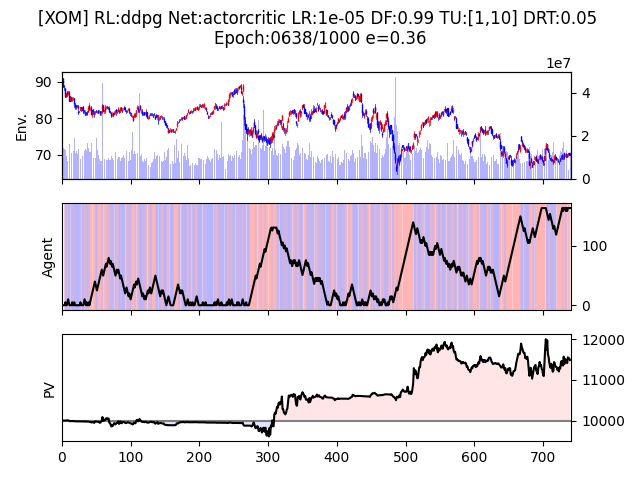 [XOM] RL:ddpg Net:actorcritic LR:1e-05 DF:0.99 TU:[1,10] DRT:0.05
Epoch:0638/1000 e=0.36
1e7
90
80
70
Env.
4
2
0
Agent
100
0
PV
12000
11000
10000
0 100 200 300 400 500 600 700